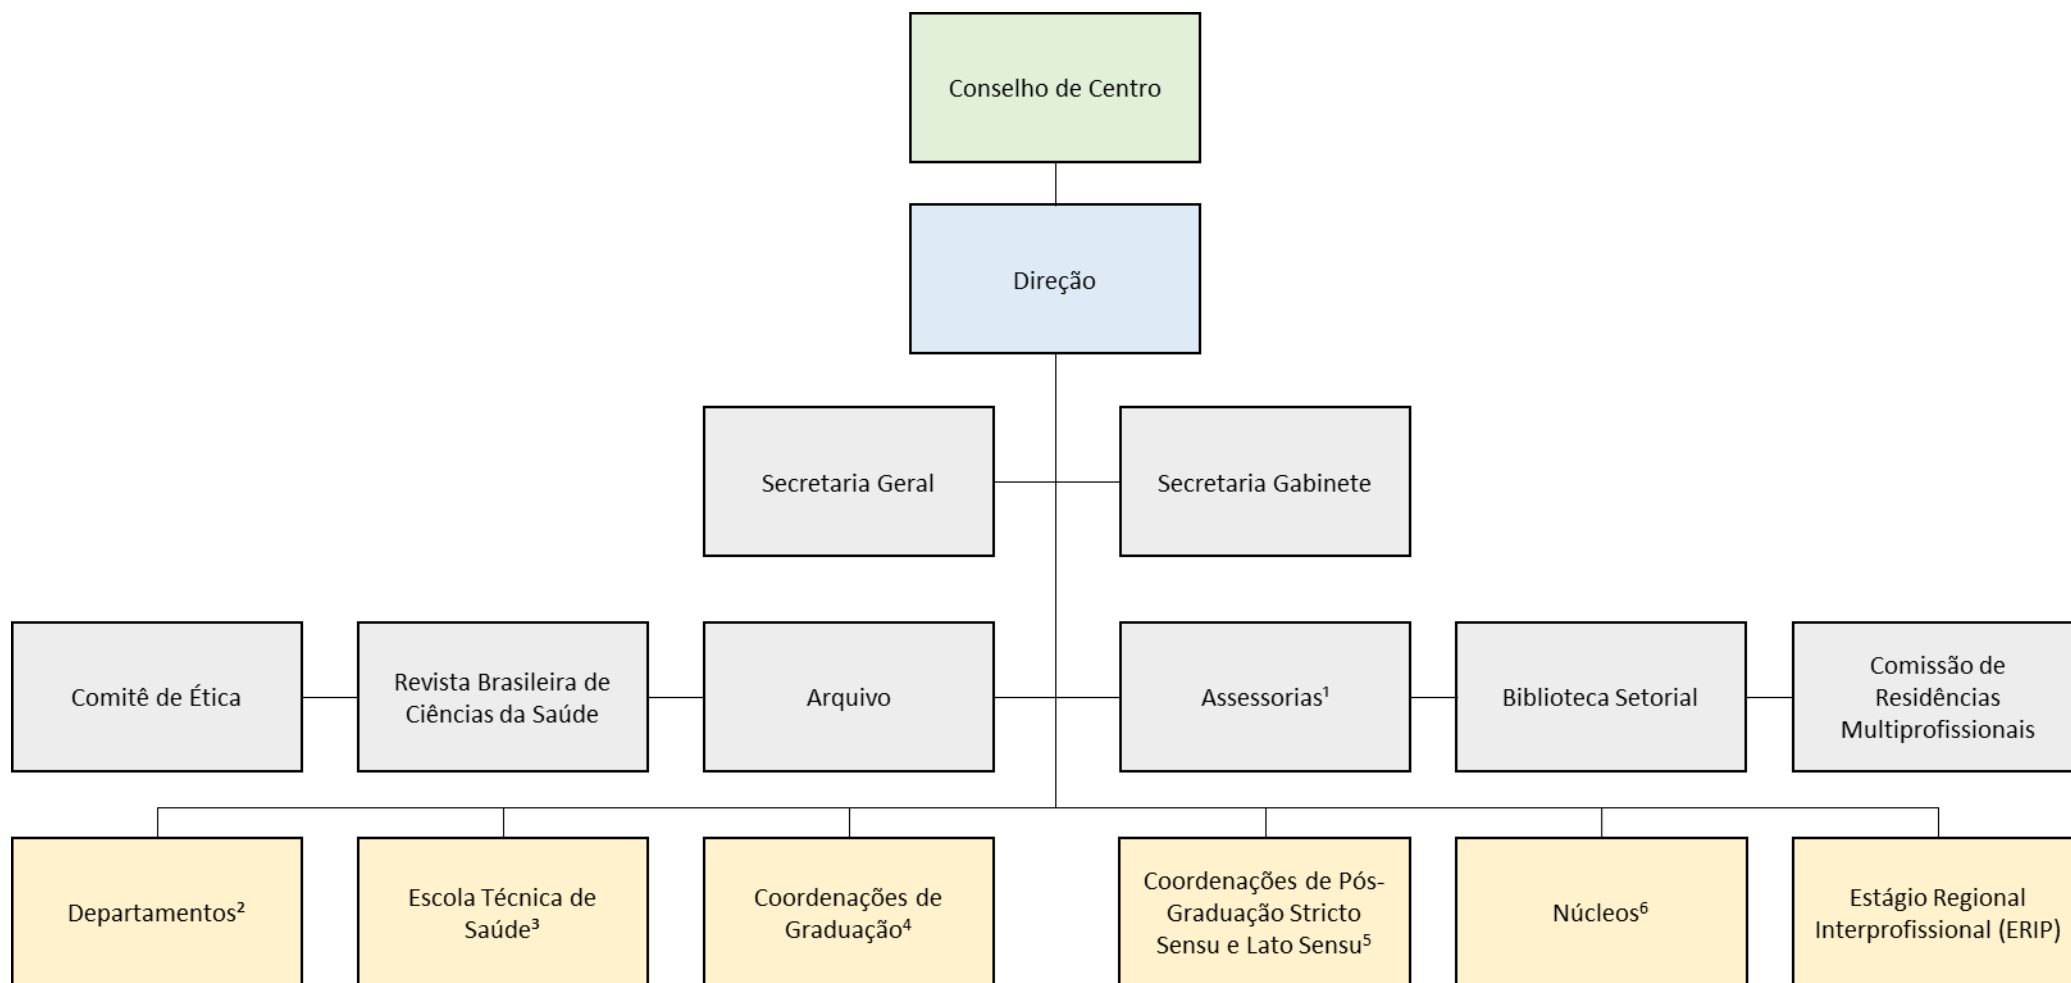 Conselho de Centro
Direção
Secretaria Geral
Secretaria Gabinete
Comitê de Ética
Revista Brasileira de
Ciências da Saúde
Arquivo
Assessorias¹
Biblioteca Setorial
Comissão de
Residências
Multiprofissionais
Departamentos²
Escola Técnica de
Saúde³
Coordenações de
Graduação⁴
Coordenações de Pós-
Graduação Stricto
Sensu e Lato Sensu⁵
Núcleos⁶
Estágio Regional
Interprofissional (ERIP)